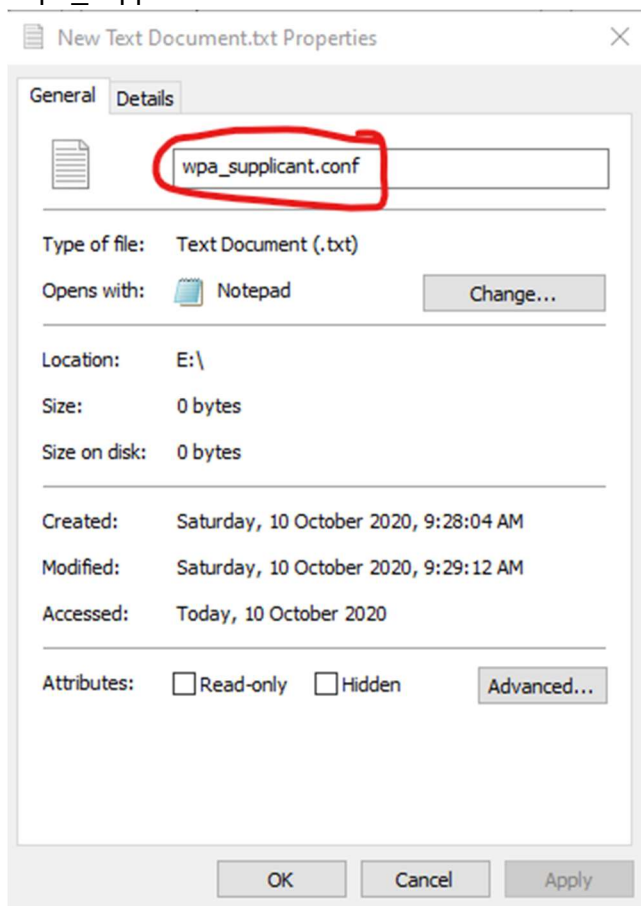 New Text Document.txt Properties
General Details
wpa_supplicant.conf
Type of file: Text Document (.txt)
Opens with: Notepad Change...
Location: E:\
Size: 0 bytes
Size on disk: 0 bytes
Created: Saturday, 10 October 2020, 9:28:04 AM
Modified: Saturday, 10 October 2020, 9:29:12 AM
Accessed: Today, 10 October 2020
Attributes: Read-only Hidden Advanced...
OK Cancel Apply